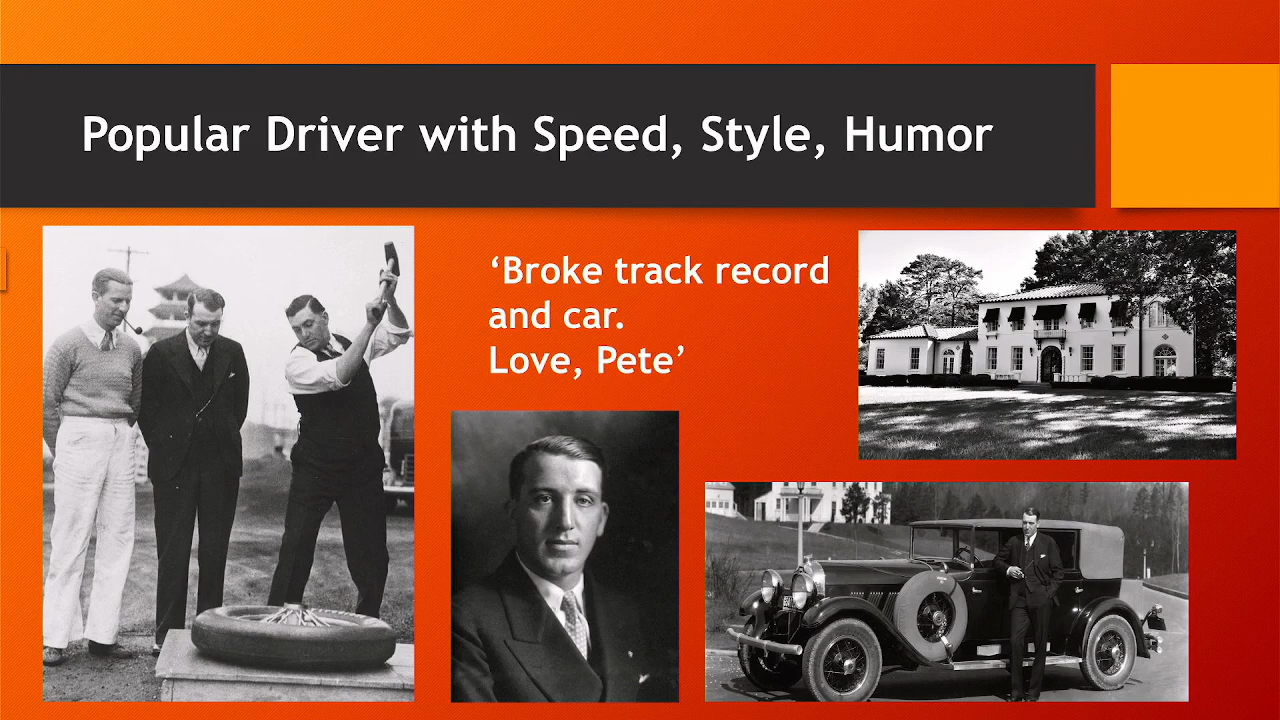 Popular Driver with Speed, Style, Humor
‘Broke track record
and car.
Love, Pete’